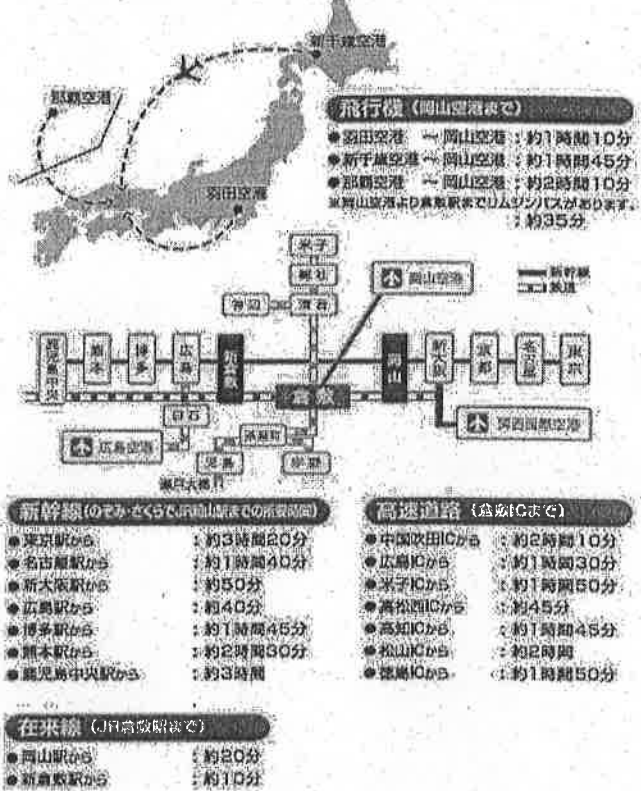 新千歳空港
那覇空港
羽田空港
飛行機（岡山空港まで）
●羽田空港 〜 岡山空港：約1時間10分
●新千歳空港 〜 岡山空港：約1時間45分
●那覇空港 〜 岡山空港：約2時間10分
※岡山空港より倉敷駅までリムジンバスがあります。
：約35分
米子
総社
神辺
清音
岡山空港
新幹線
鉄道
鹿児島中央
熊本
博多
広島
新倉敷
岡山
新大阪
京都
名古屋
東京
倉敷
広島空港
茶屋町
児島
宇野
瀬戸大橋
関西国際空港
新幹線（のぞみ・さくらでJR岡山駅までの所要時間）
●東京駅から：約3時間20分
●名古屋駅から：約1時間40分
●新大阪駅から：約50分
●広島駅から：約40分
●博多駅から：約1時間45分
●熊本駅から：約2時間30分
●鹿児島中央駅から：約3時間
高速道路（倉敷ICまで）
●中国吹田ICから：約2時間10分
●広島ICから：約1時間30分
●米子ICから：約1時間50分
●高松西ICから：約45分
●高知ICから：約1時間45分
●松山ICから：約2時間
●徳島ICから：約1時間50分
在来線（JR倉敷駅まで）
●岡山駅から：約20分
●新倉敷駅から：約10分